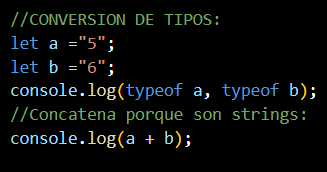 //CONVERSION DE TIPOS:
let a ="5";
let b ="6";
console.log(typeof a, typeof b);
//Concatena porque son strings:
console.log(a + b);